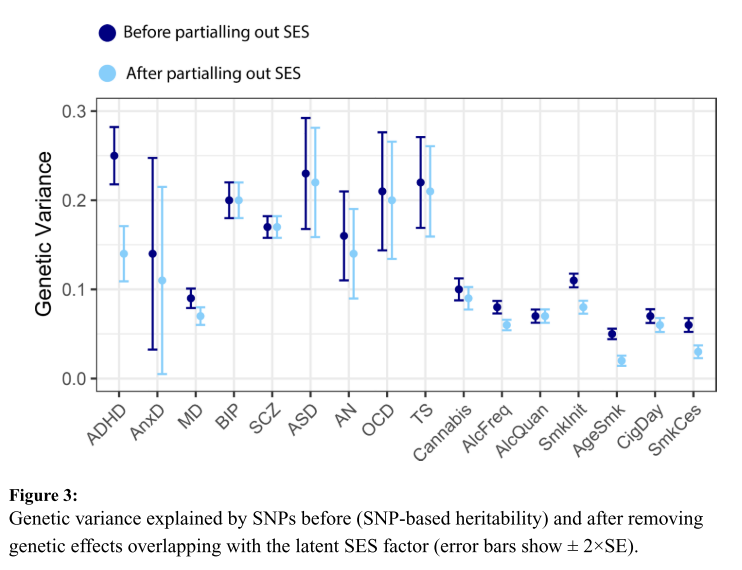 Before partialling out SES
After partialling out SES
0.3
0.2
0.1
0.0
Genetic Variance
ADHD
AnxD
MD
BIP
SCZ
ASD
AN
OCD
TS
Cannabis
AlcFreq
AlcQuan
SmkInit
AgeSmk
CigDay
SmkCes
Figure 3:
Genetic variance explained by SNPs before (SNP-based heritability) and after removing
genetic effects overlapping with the latent SES factor (error bars show ± 2×SE).